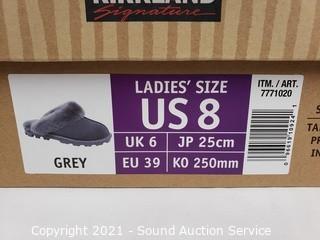 KIRKLAND
Signature
LADIES' SIZE
US 8
UK 6 JP 25cm
EU 39 KO 250mm
GREY
ITM. / ART.
7771020
Copyright © 2021 - Sound Auction Service